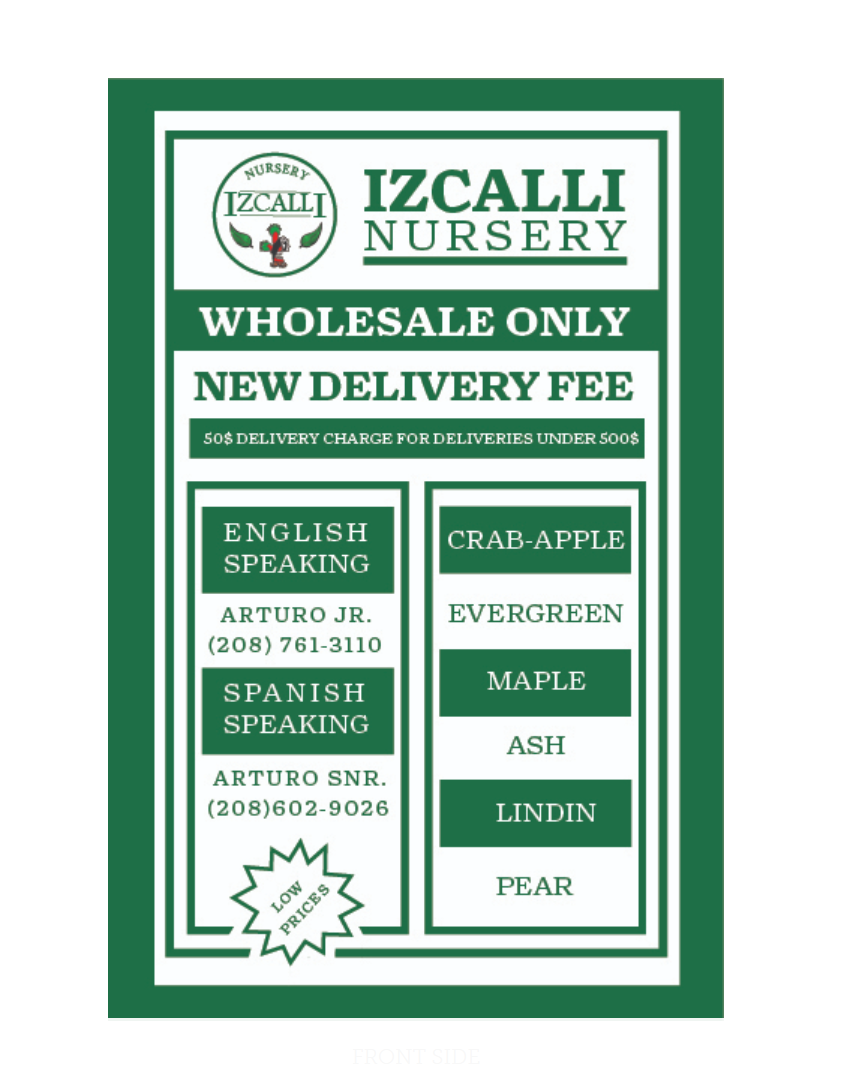 NURSERY
IZCALLI
IZCALLI
NURSERY
WHOLESALE ONLY
NEW DELIVERY FEE
50$ DELIVERY CHARGE FOR DELIVERIES UNDER 500$
ENGLISH
SPEAKING
ARTURO JR.
(208) 761-3110
SPANISH
SPEAKING
ARTURO SNR.
(208)602-9026
LOW
PRICES
CRAB-APPLE
EVERGREEN
MAPLE
ASH
LINDIN
PEAR
FRONT SIDE